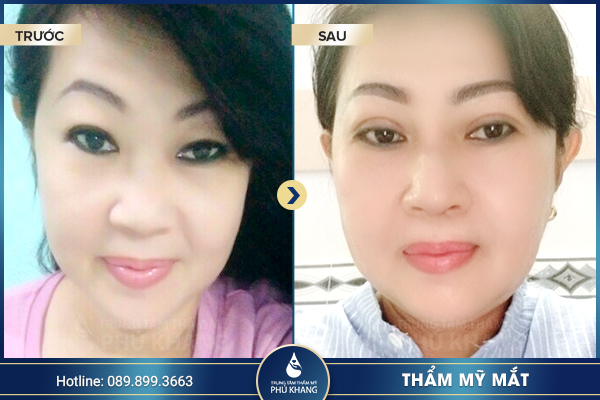 TRƯỚC
SAU
Hotline: 089.899.3663
TRUNG TÂM THẨM MỸ
PHÚ KHANG
THẨM MỸ MẮT